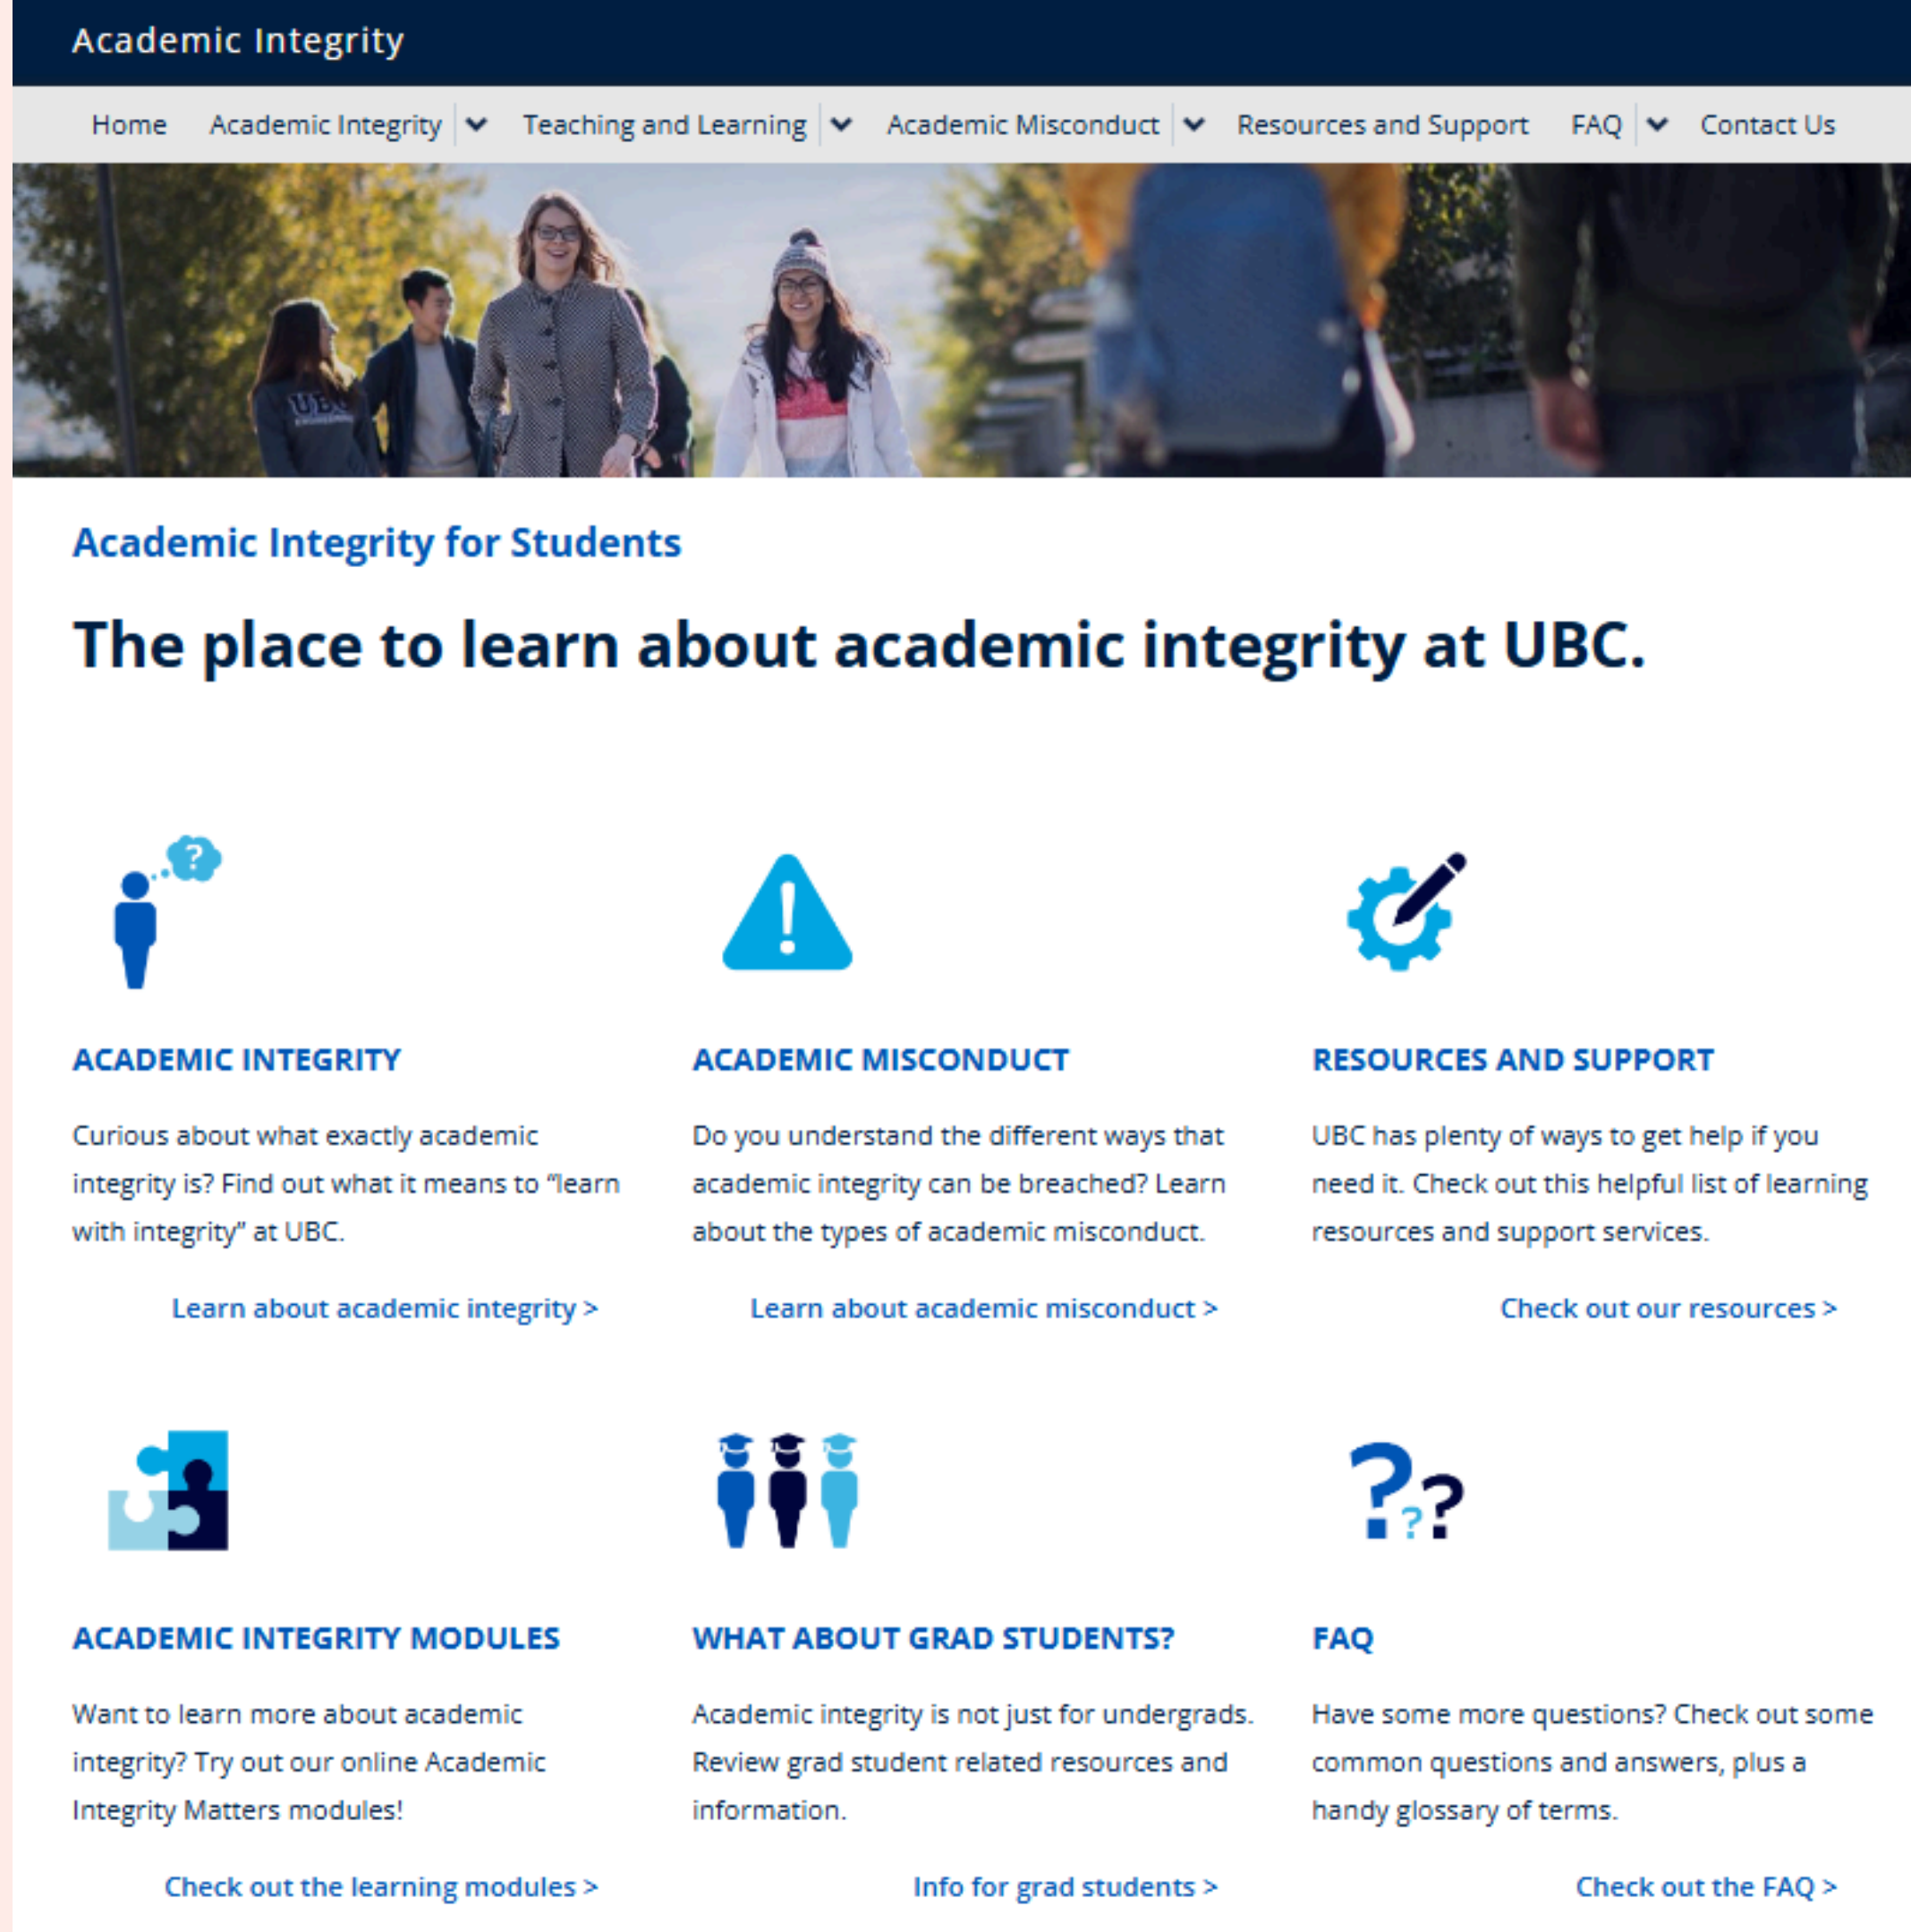 Academic Integrity
Home Academic Integrity Teaching and Learning Academic Misconduct Resources and Support FAQ Contact Us
UBC
Academic Integrity for Students
The place to learn about academic integrity at UBC.
?
!
ACADEMIC INTEGRITY
Curious about what exactly academic
integrity is? Find out what it means to “learn
with integrity” at UBC.
Learn about academic integrity >
ACADEMIC MISCONDUCT
Do you understand the different ways that
academic integrity can be breached? Learn
about the types of academic misconduct.
Learn about academic misconduct >
RESOURCES AND SUPPORT
UBC has plenty of ways to get help if you
need it. Check out this helpful list of learning
resources and support services.
Check out our resources >
ACADEMIC INTEGRITY MODULES
Want to learn more about academic
integrity? Try out our online Academic
Integrity Matters modules!
Check out the learning modules >
WHAT ABOUT GRAD STUDENTS?
Academic integrity is not just for undergrads.
Review grad student related resources and
information.
Info for grad students >
???
FAQ
Have some more questions? Check out some
common questions and answers, plus a
handy glossary of terms.
Check out the FAQ >